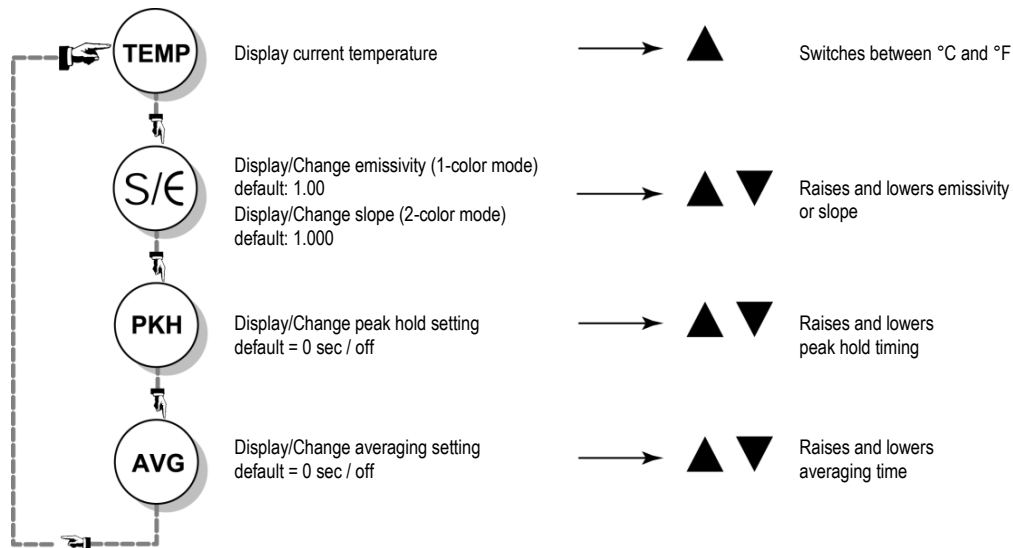 TEMP
Display current temperature
Switches between °C and °F
S/ϵ
Display/Change emissivity (1-color mode)
default: 1.00
Display/Change slope (2-color mode)
default: 1.000
Raises and lowers emissivity
or slope
PKH
Display/Change peak hold setting
default = 0 sec / off
Raises and lowers
peak hold timing
AVG
Display/Change averaging setting
default = 0 sec / off
Raises and lowers
averaging time